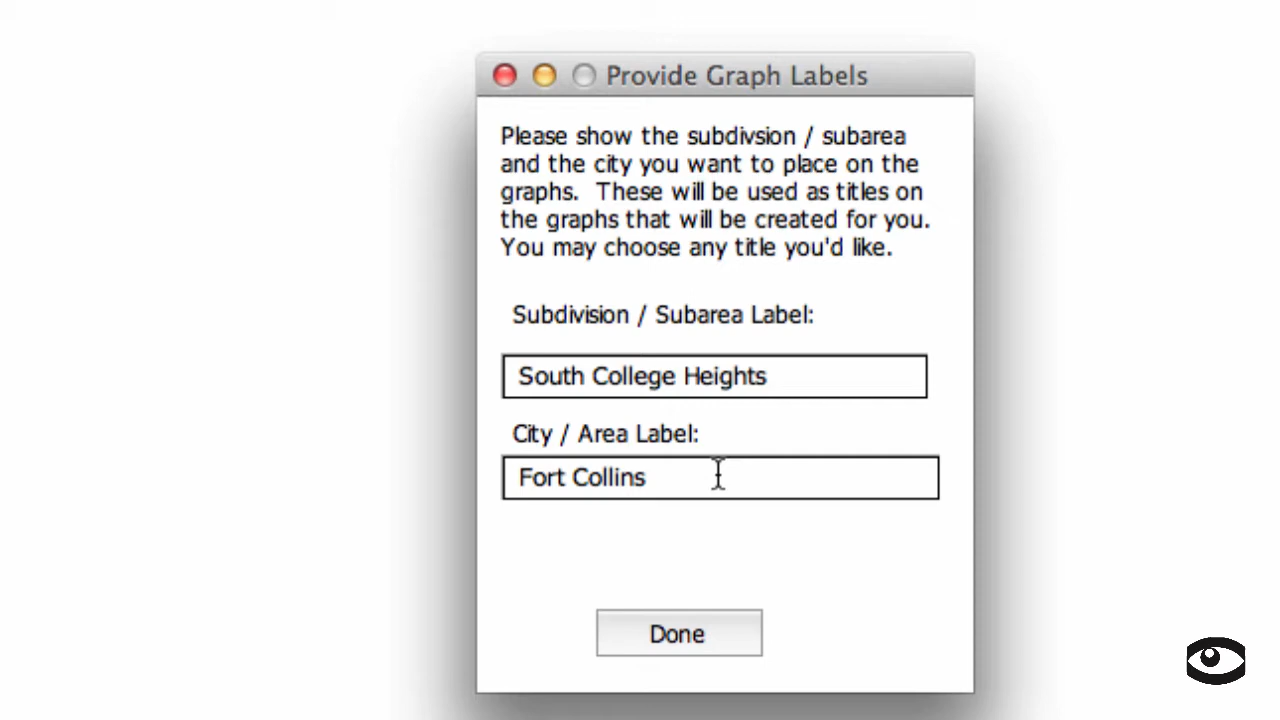 Provide Graph Labels
Please show the subdivsion / subarea
and the city you want to place on the
graphs.  These will be used as titles on
the graphs that will be created for you.
You may choose any title you'd like.
Subdivision / Subarea Label:
South College Heights
City / Area Label:
Fort Collins
Done